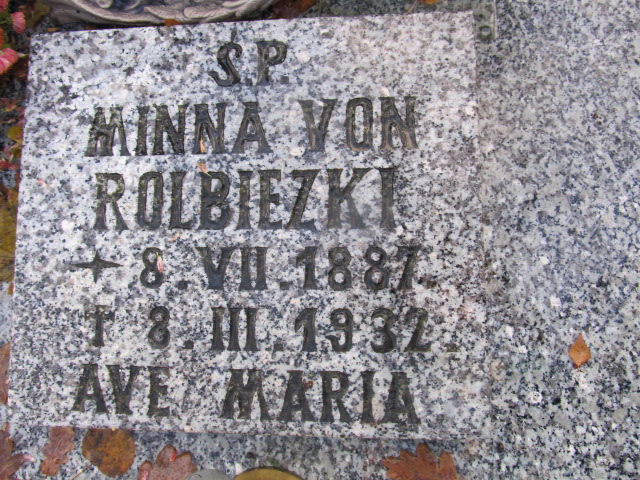 Ś.P.
MINNA VON
ROLBIEZKI
✦ 8.VII.1887.
† 8.III.1932.
AVE MARIA